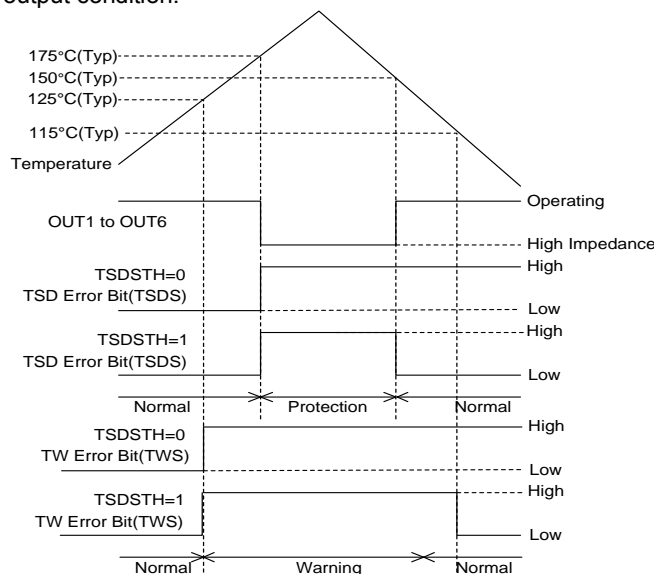 output condition.
175°C(Typ)
150°C(Typ)
125°C(Typ)
115°C(Typ)
Temperature
Operating
OUT1 to OUT6
High Impedance
TSDSTH=0
High
TSD Error Bit(TSDS)
Low
TSDSTH=1
High
TSD Error Bit(TSDS)
Low
Normal Protection Normal
TSDSTH=0
High
TW Error Bit(TWS)
Low
TSDSTH=1
High
TW Error Bit(TWS)
Low
Normal Warning Normal